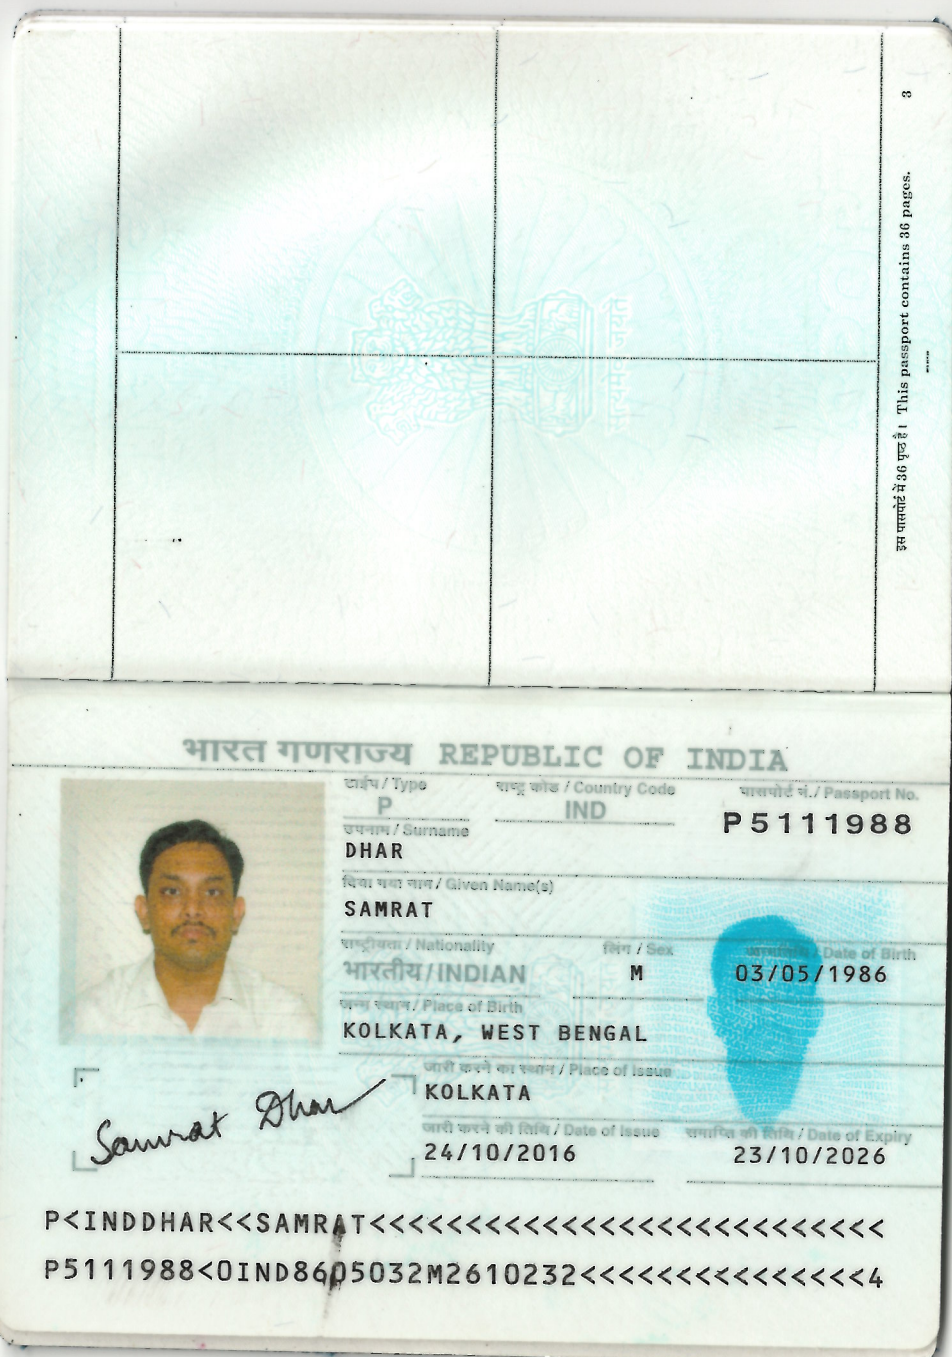 3
इस पासपोर्ट में 36 पृष्ठ है। This passport contains 36 pages.
भारत गणराज्य REPUBLIC OF INDIA
टाईप / Type राष्ट्र कोड / Country Code पासपोर्ट नं. / Passport No.
P IND P5111988
उपनाम / Surname
DHAR
दिया गया नाम / Given Name(s)
SAMRAT
राष्ट्रीयता / Nationality लिंग / Sex जन्मतिथि / Date of Birth
भारतीय/INDIAN M 03/05/1986
जन्म स्थान / Place of Birth
KOLKATA, WEST BENGAL
जारी करने का स्थान / Place of Issue
KOLKATA
Samrat Dhar
जारी करने की तिथि / Date of Issue समाप्ति की तिथि / Date of Expiry
24/10/2016 23/10/2026
P<INDDHAR<<SAMRAT<<<<<<<<<<<<<<<<<<<<<<<<<<<
P5111988<0IND8605032M2610232<<<<<<<<<<<<<<<4